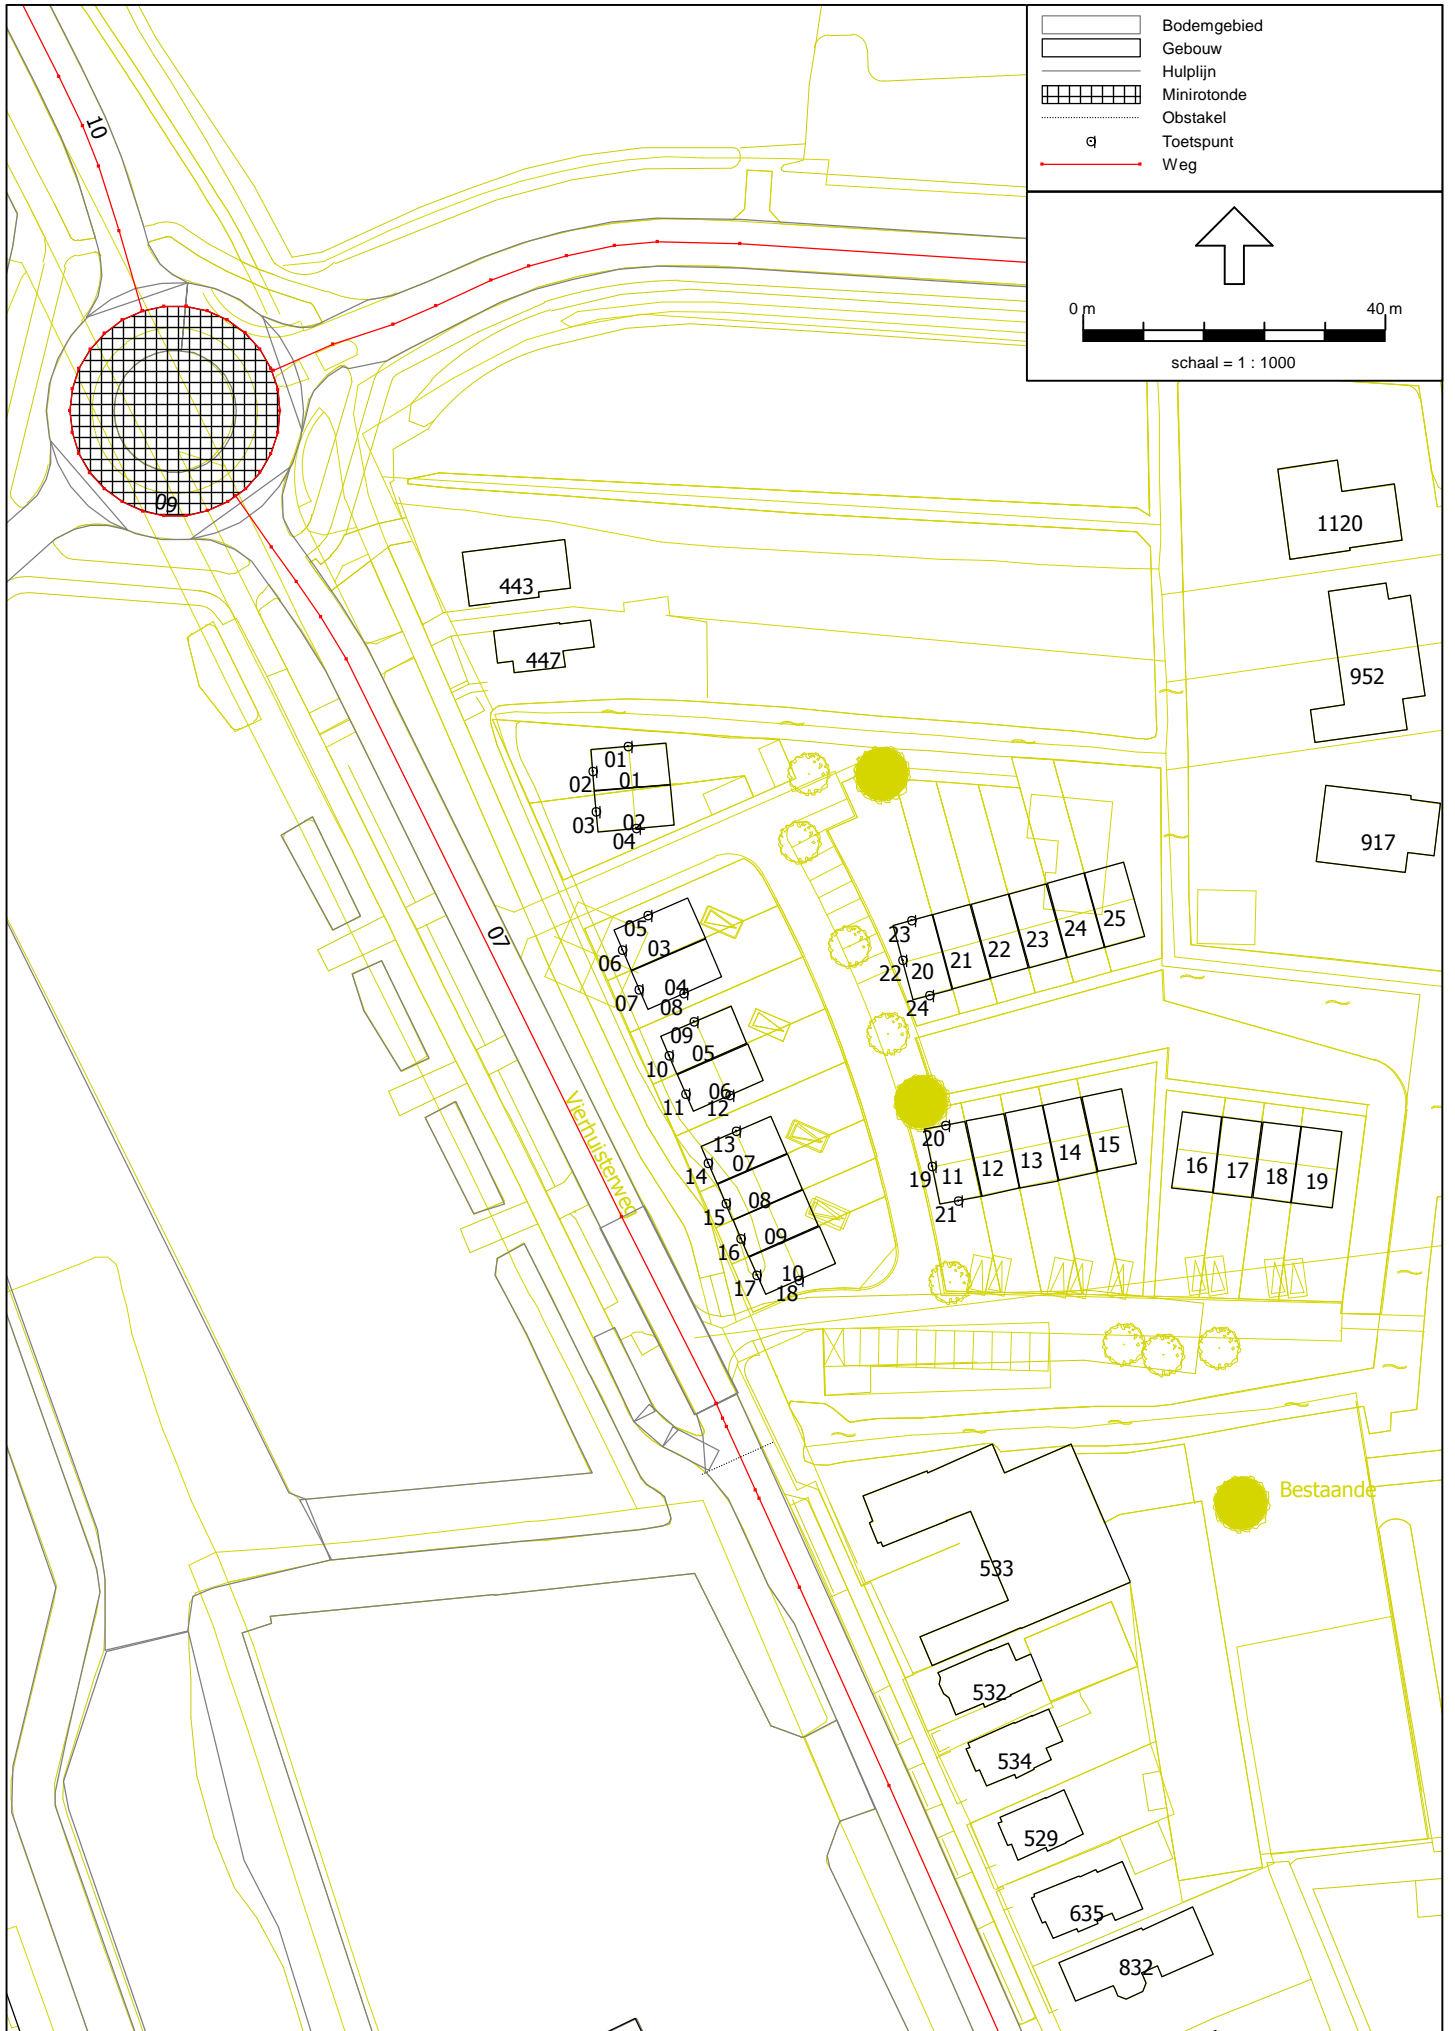 Bodemgebied
Gebouw
Hulplijn
Minirotonde
Obstakel
Toetspunt
Weg
0 m 40 m
schaal = 1 : 1000
10
09
443
447
1120
952
917
01
02 01
03 02
04
05
06 03
07 04
08
09
10 05
11 06
12
13
14 07
15 08
16 09
17 10
18
07
Vierhuisterweg
23
22 20 21 22 23 24 25
24
20
19 11 12 13 14 15
21
16 17 18 19
Bestaande
533
532
534
529
635
832